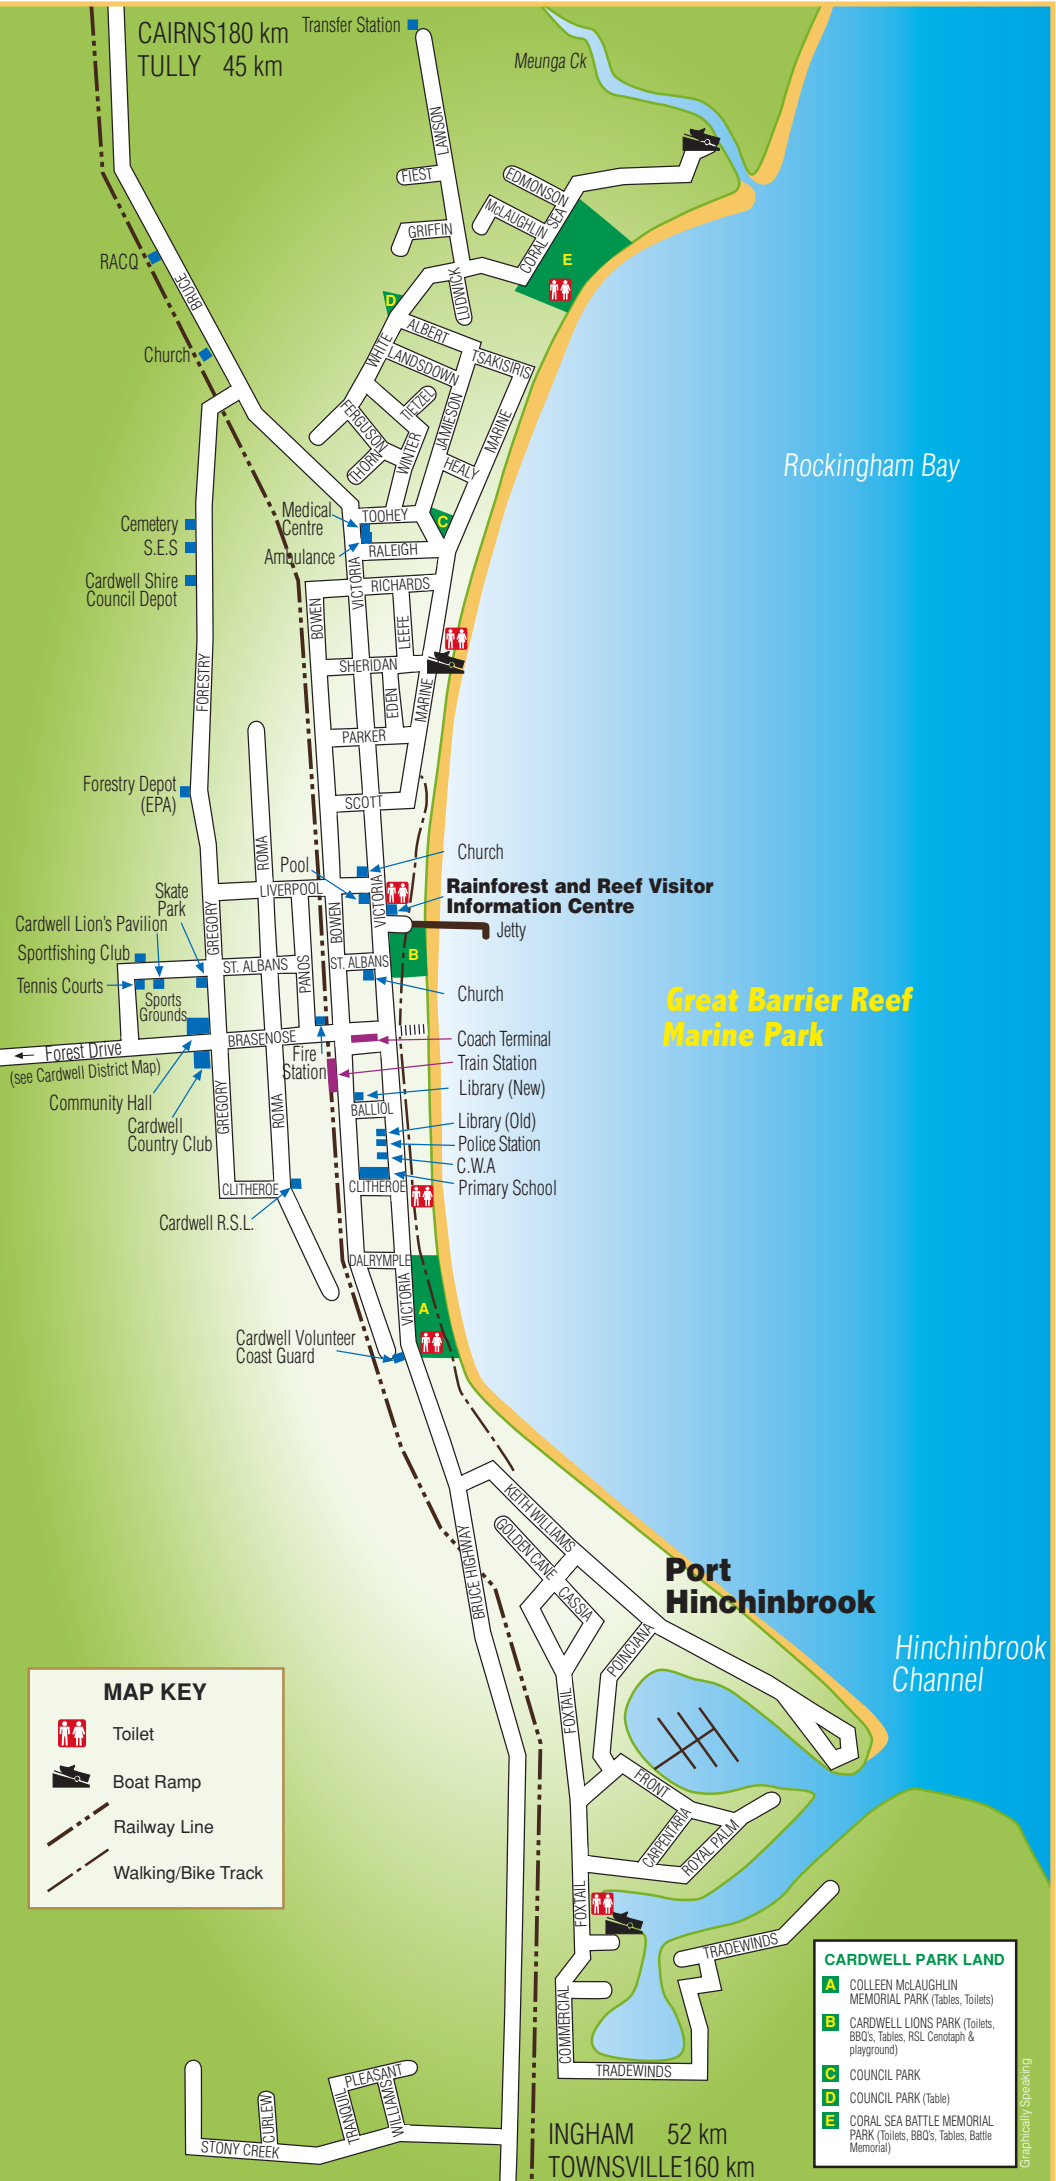 CAIRNS180 km
TULLY 45 km
Transfer Station
Meunga Ck
LAWSON
FIEST
GRIFFIN
EDMONSON
McLAUGHLIN
CORAL SEA
E
LUDWICK
RACQ
BRUCE
D
Church
WHITE
ALBERT
LANDSDOWN
TSAKISIRIS
TIETZEL
FERGUSON
THORN
WINTER
JAMIESON
MARINE
HEALY
Rockingham Bay
Medical
Centre
TOOHEY
C
Ambulance
RALEIGH
Cemetery
S.E.S
Cardwell Shire
Council Depot
VICTORIA
RICHARDS
BOWEN
LEEFE
SHERIDAN
FORESTRY
EDEN
MARINE
PARKER
Forestry Depot
(EPA)
SCOTT
ROMA
Pool
Church
LIVERPOOL
VICTORIA
Rainforest and Reef Visitor
Information Centre
Skate
Park
Cardwell Lion's Pavilion
GREGORY
BOWEN
Jetty
Sportfishing Club
ST. ALBANS
PANOS
ST. ALBANS
B
Tennis Courts
Sports
Grounds
Church
Great Barrier Reef
Marine Park
BRASENOSE
Coach Terminal
Forest Drive
(see Cardwell District Map)
Fire
Station
Train Station
Library (New)
Community Hall
GREGORY
ROMA
BALLIOL
Cardwell
Country Club
Library (Old)
Police Station
C.W.A
Primary School
CLITHEROE
CLITHEROE
Cardwell R.S.L.
DALRYMPLE
VICTORIA
A
Cardwell Volunteer
Coast Guard
KEITH WILLIAMS
GOLDEN CANE
BRUCE HIGHWAY
CASSIA
Port
Hinchinbrook
POINCIANA
Hinchinbrook
Channel
FOXTAIL
MAP KEY
Toilet
Boat Ramp
Railway Line
Walking/Bike Track
FRONT
CARPENTARIA
ROYAL PALM
FOXTAIL
TRADEWINDS
COMMERCIAL
TRADEWINDS
CARDWELL PARK LAND
A COLLEEN McLAUGHLIN
MEMORIAL PARK (Tables, Toilets)
B CARDWELL LIONS PARK (Toilets,
BBQ's, Tables, RSL Cenotaph &
playground)
C COUNCIL PARK
D COUNCIL PARK (Table)
E CORAL SEA BATTLE MEMORIAL
PARK (Toilets, BBQ's, Tables, Battle
Memorial)
Graphically Speaking
PLEASANT
TRANQUIL
WILLIAMS
CURLEW
STONY CREEK
INGHAM 52 km
TOWNSVILLE160 km